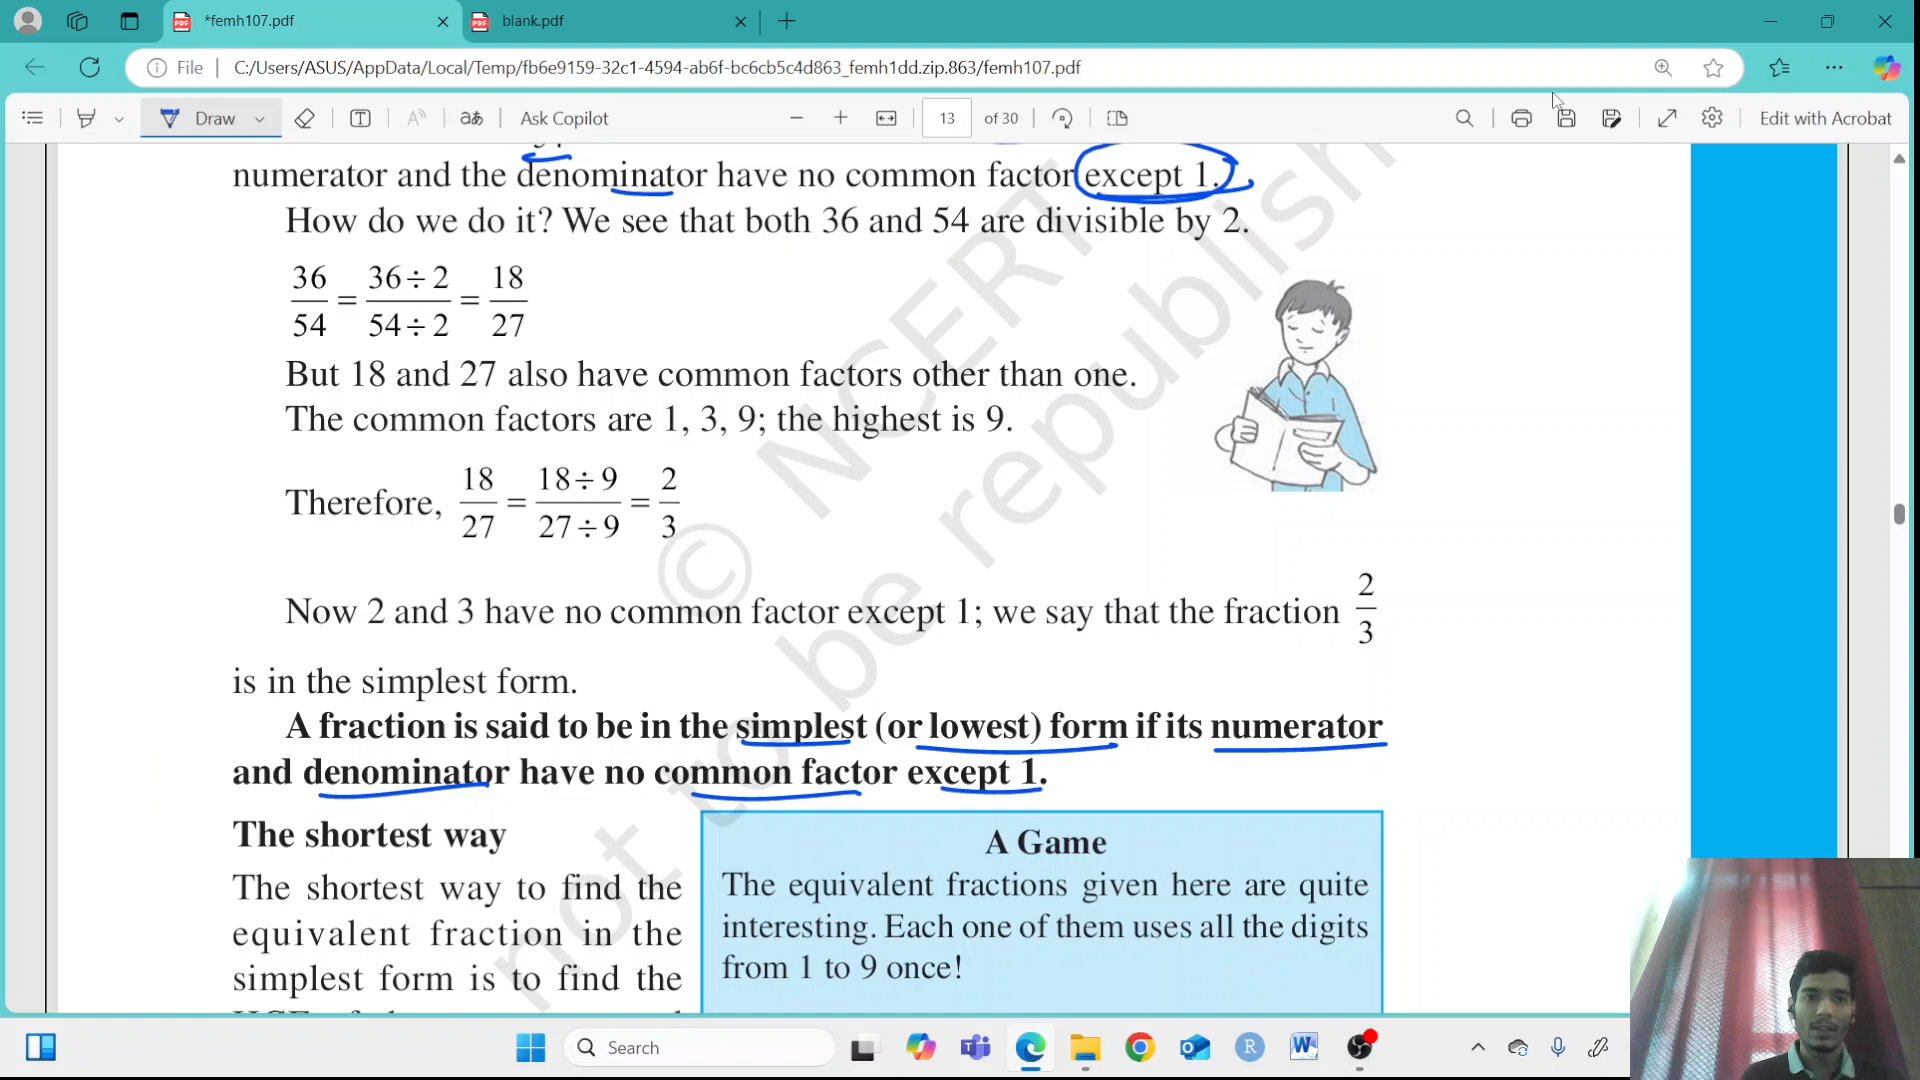 *femh107.pdf
blank.pdf
File
C:/Users/ASUS/AppData/Local/Temp/fb6e9159-32c1-4594-ab6f-bc6cb5c4d863_femh1dd.zip.863/femh107.pdf
Draw
Ask Copilot
13 of 30
Edit with Acrobat
numerator and the denominator have no common factor except 1.
How do we do it? We see that both 36 and 54 are divisible by 2.
36/54 = 36 ÷ 2/54 ÷ 2 = 18/27
But 18 and 27 also have common factors other than one.
The common factors are 1, 3, 9; the highest is 9.
Therefore, 18/27 = 18 ÷ 9/27 ÷ 9 = 2/3
Now 2 and 3 have no common factor except 1; we say that the fraction 2/3
is in the simplest form.
A fraction is said to be in the simplest (or lowest) form if its numerator
and denominator have no common factor except 1.
The shortest way
The shortest way to find the
equivalent fraction in the
simplest form is to find the
A Game
The equivalent fractions given here are quite
interesting. Each one of them uses all the digits
from 1 to 9 once!
© NCERT
not to be republish
Search